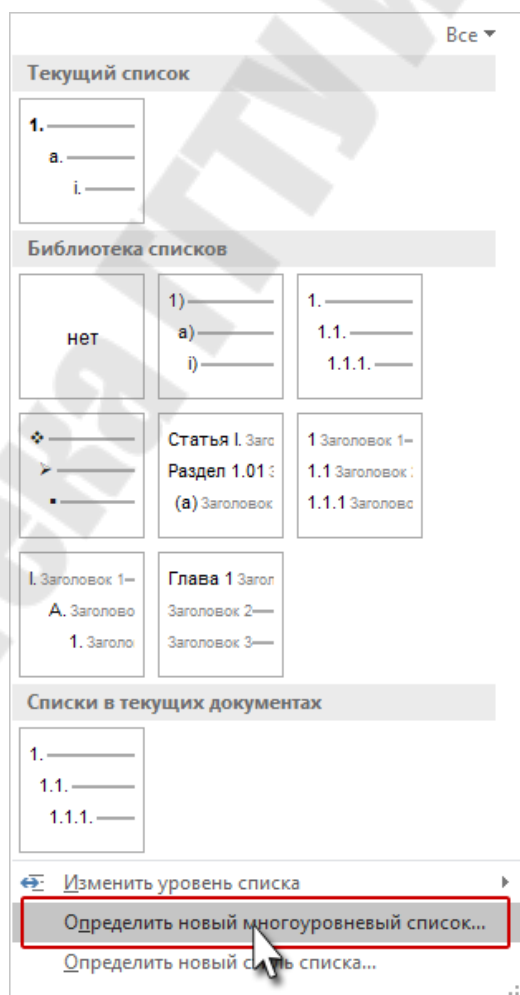 Все
Текущий список
1.
a.
i.
Библиотека списков
нет
1)
a)
i)
1.
1.1.
1.1.1.
Статья I. Заго
Раздел 1.01 З
(a) Заголовок
1 Заголовок 1
1.1 Заголовок
1.1.1 Заголово
I. Заголовок 1
A. Заголово
1. Заголо
Глава 1 Загол
Заголовок 2
Заголовок 3
Списки в текущих документах
1.
1.1.
1.1.1.
Изменить уровень списка
Определить новый многоуровневый список...
Определить новый стиль списка...